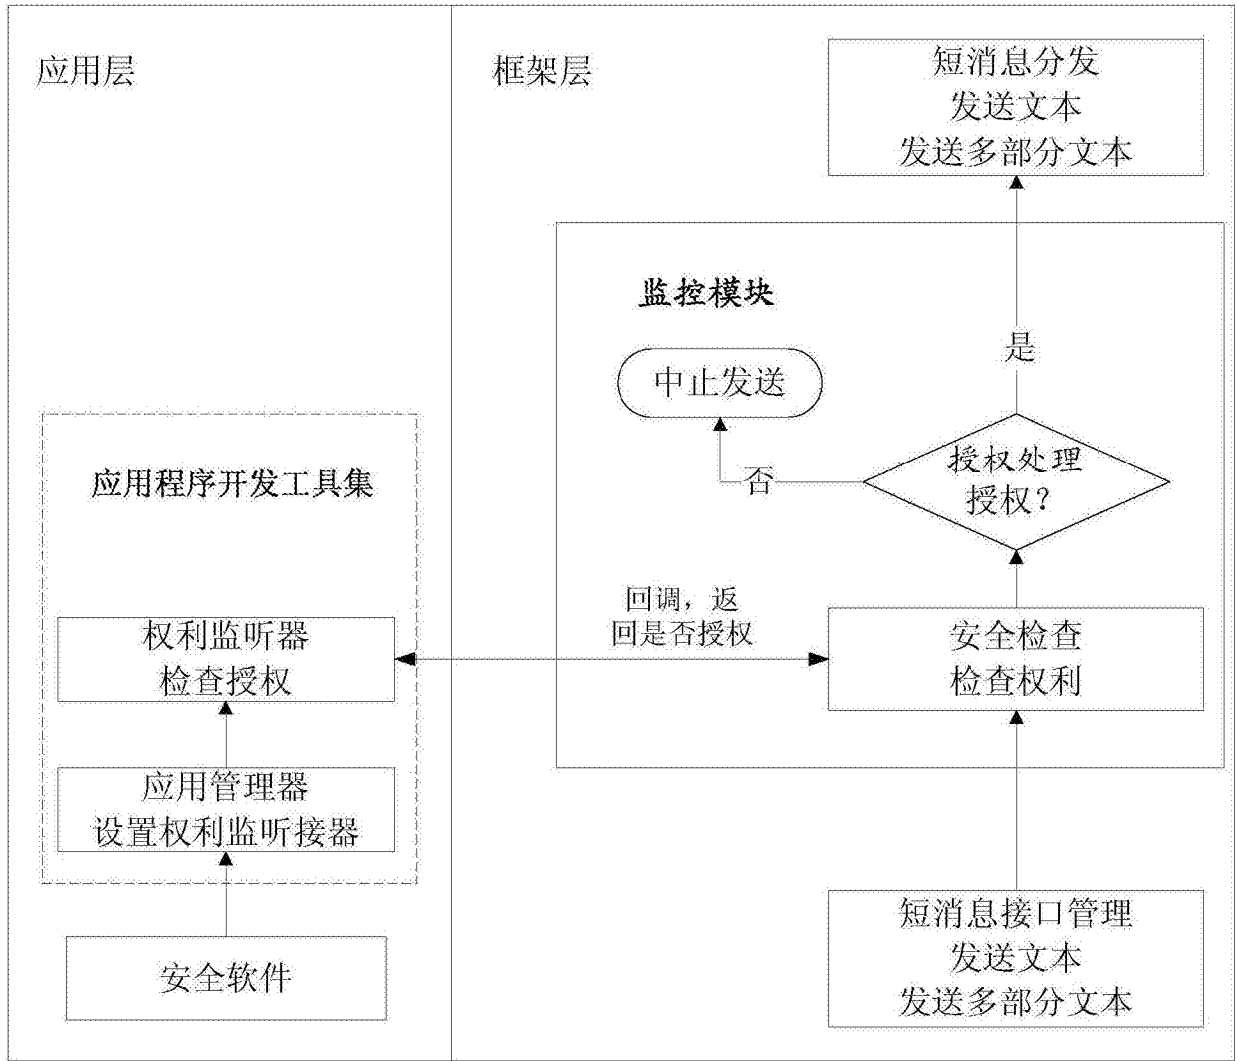 应用层
框架层
短消息分发
发送文本
发送多部分文本
监控模块
是
中止发送
授权处理
授权？
否
应用程序开发工具集
回调，返
回是否授权
权利监听器
检查授权
安全检查
检查权利
应用管理器
设置权利监听接器
短消息接口管理
发送文本
发送多部分文本
安全软件